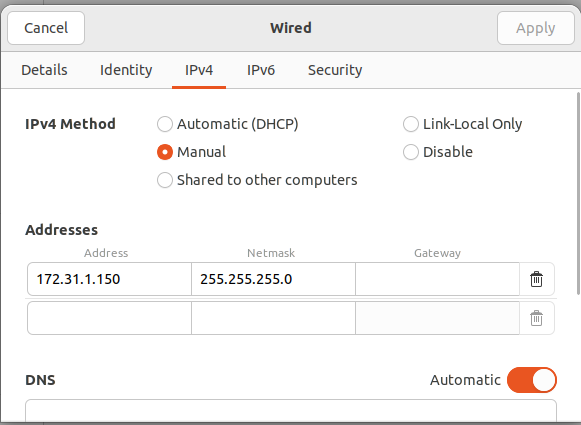 Cancel Wired Apply
Details Identity IPv4 IPv6 Security
IPv4 Method Automatic (DHCP) Link-Local Only
Manual Disable
Shared to other computers
Addresses
Address Netmask Gateway
172.31.1.150 255.255.255.0
DNS Automatic